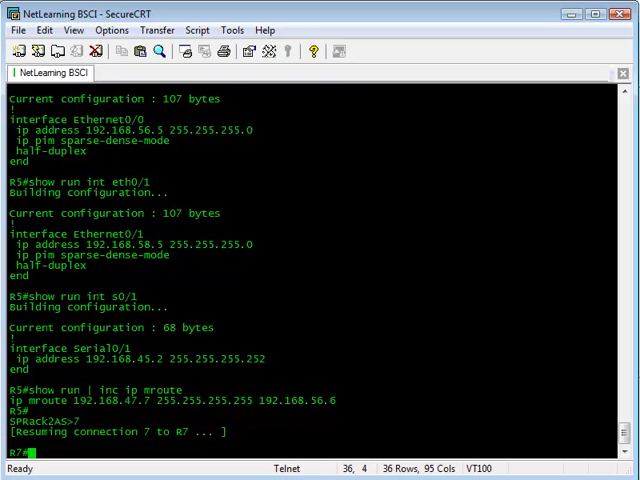 NetLearning BSCI - SecureCRT
File Edit View Options Transfer Script Tools Help
NetLearning BSCI
Current configuration : 107 bytes
!
interface Ethernet0/0
ip address 192.168.56.5 255.255.255.0
ip pim sparse-dense-mode
half-duplex
end
R5#show run int eth0/1
Building configuration...
Current configuration : 107 bytes
!
interface Ethernet0/1
ip address 192.168.58.5 255.255.255.0
ip pim sparse-dense-mode
half-duplex
end
R5#show run int s0/1
Building configuration...
Current configuration : 68 bytes
!
interface Serial0/1
ip address 192.168.45.2 255.255.255.252
end
R5#show run | inc ip mroute
ip mroute 192.168.47.7 255.255.255.255 192.168.56.6
R5#
SPRack2AS>7
[Resuming connection 7 to R7 ... ]
R7#
Ready Telnet 36, 4 36 Rows, 95 Cols VT100 NUM